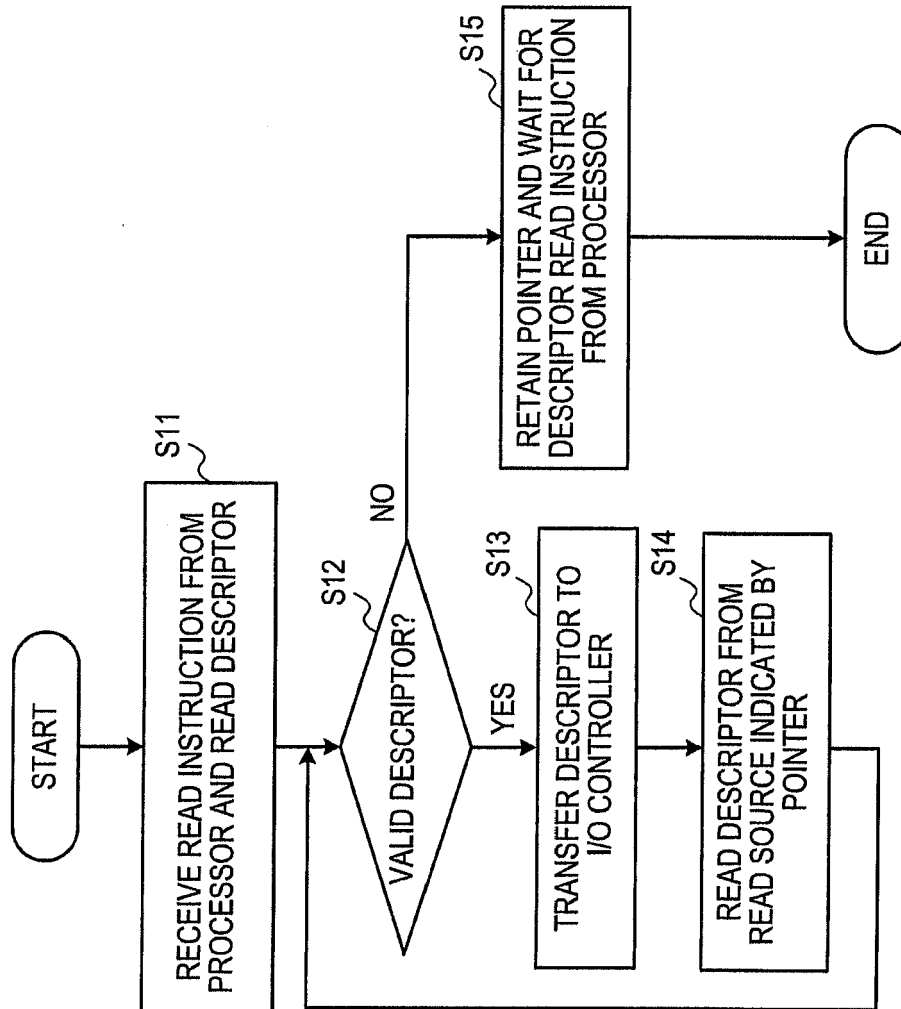 START
S11
RECEIVE READ INSTRUCTION FROM
PROCESSOR AND READ DESCRIPTOR
S12
VALID DESCRIPTOR?
NO
YES
S13
TRANSFER DESCRIPTOR TO
I/O CONTROLLER
S14
READ DESCRIPTOR FROM
READ SOURCE INDICATED BY
POINTER
S15
RETAIN POINTER AND WAIT FOR
DESCRIPTOR READ INSTRUCTION
FROM PROCESSOR
END